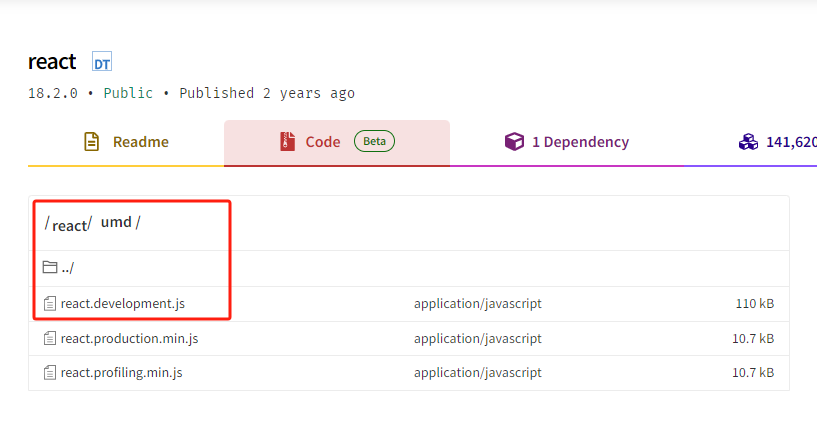 react DT
18.2.0 • Public • Published 2 years ago
Readme Code Beta 1 Dependency 141,620
/react/ umd /
../
react.development.js application/javascript 110 kB
react.production.min.js application/javascript 10.7 kB
react.profiling.min.js application/javascript 10.7 kB